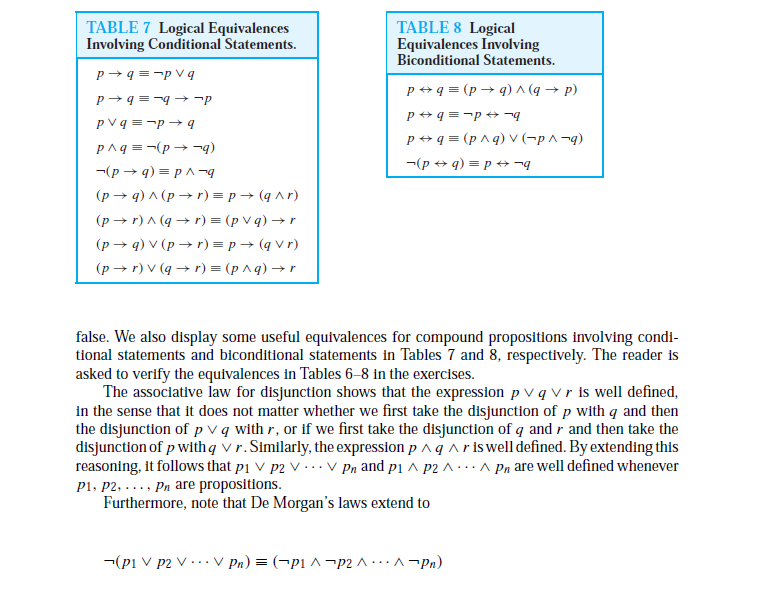 TABLE 7 Logical Equivalences
Involving Conditional Statements.
p → q ≡ ¬p ∨ q
p → q ≡ ¬q → ¬p
p ∨ q ≡ ¬p → q
p ∧ q ≡ ¬(p → ¬q)
¬(p → q) ≡ p ∧ ¬q
(p → q) ∧ (p → r) ≡ p → (q ∧ r)
(p → r) ∧ (q → r) ≡ (p ∨ q) → r
(p → q) ∨ (p → r) ≡ p → (q ∨ r)
(p → r) ∨ (q → r) ≡ (p ∧ q) → r
TABLE 8 Logical
Equivalences Involving
Biconditional Statements.
p ↔ q ≡ (p → q) ∧ (q → p)
p ↔ q ≡ ¬p ↔ ¬q
p ↔ q ≡ (p ∧ q) ∨ (¬p ∧ ¬q)
¬(p ↔ q) ≡ p ↔ ¬q
false. We also display some useful equivalences for compound propositions involving condi-
tional statements and biconditional statements in Tables 7 and 8, respectively. The reader is
asked to verify the equivalences in Tables 6–8 in the exercises.
The associative law for disjunction shows that the expression p ∨ q ∨ r is well defined,
in the sense that it does not matter whether we first take the disjunction of p with q and then
the disjunction of p ∨ q with r, or if we first take the disjunction of q and r and then take the
disjunction of p with q ∨ r. Similarly, the expression p ∧ q ∧ r is well defined. By extending this
reasoning, it follows that p₁ ∨ p₂ ∨ ··· ∨ pₙ and p₁ ∧ p₂ ∧ ··· ∧ pₙ are well defined whenever
p₁, p₂, . . . , pₙ are propositions.
Furthermore, note that De Morgan's laws extend to
¬(p₁ ∨ p₂ ∨ ··· ∨ pₙ) ≡ (¬p₁ ∧ ¬p₂ ∧ ··· ∧ ¬pₙ)